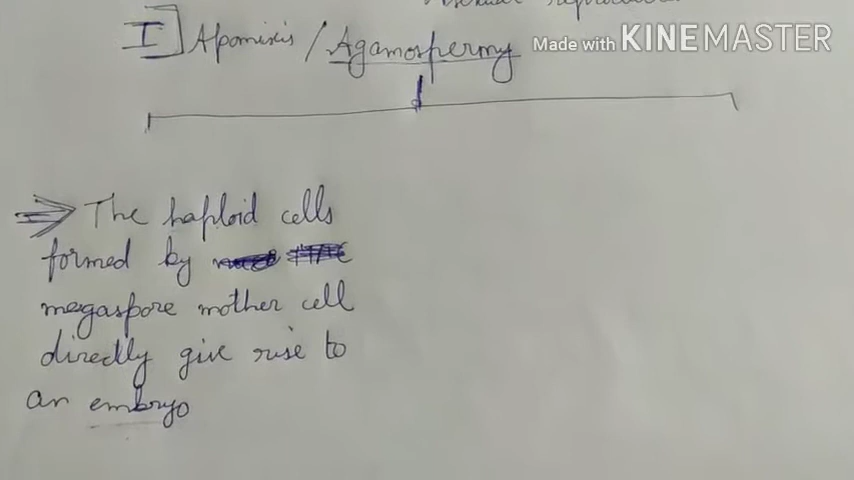 I] Apomixis / Agamospermy
Made with KINEMASTER
⇒ The haploid cells
formed by
megaspore mother cell
directly give rise to
an embryo